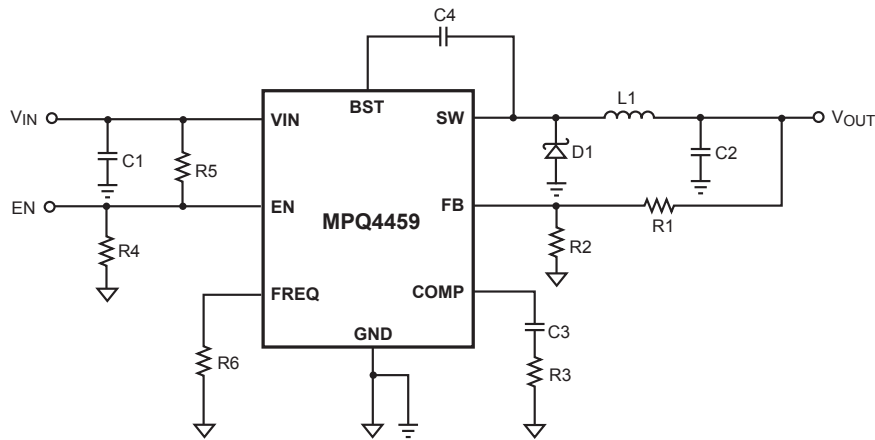 C4
BST
L1
VIN
VIN
SW
VOUT
C1
R5
D1
C2
EN
EN
MPQ4459
FB
R1
R4
R2
FREQ
COMP
GND
C3
R6
R3